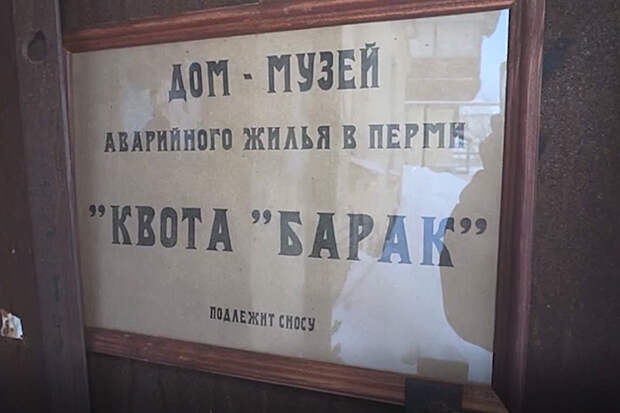 ДОМ - МУЗЕЙ
АВАРИЙНОГО ЖИЛЬЯ В ПЕРМИ
"КВОТА "БАРАК"
ПОДЛЕЖИТ СНОСУ